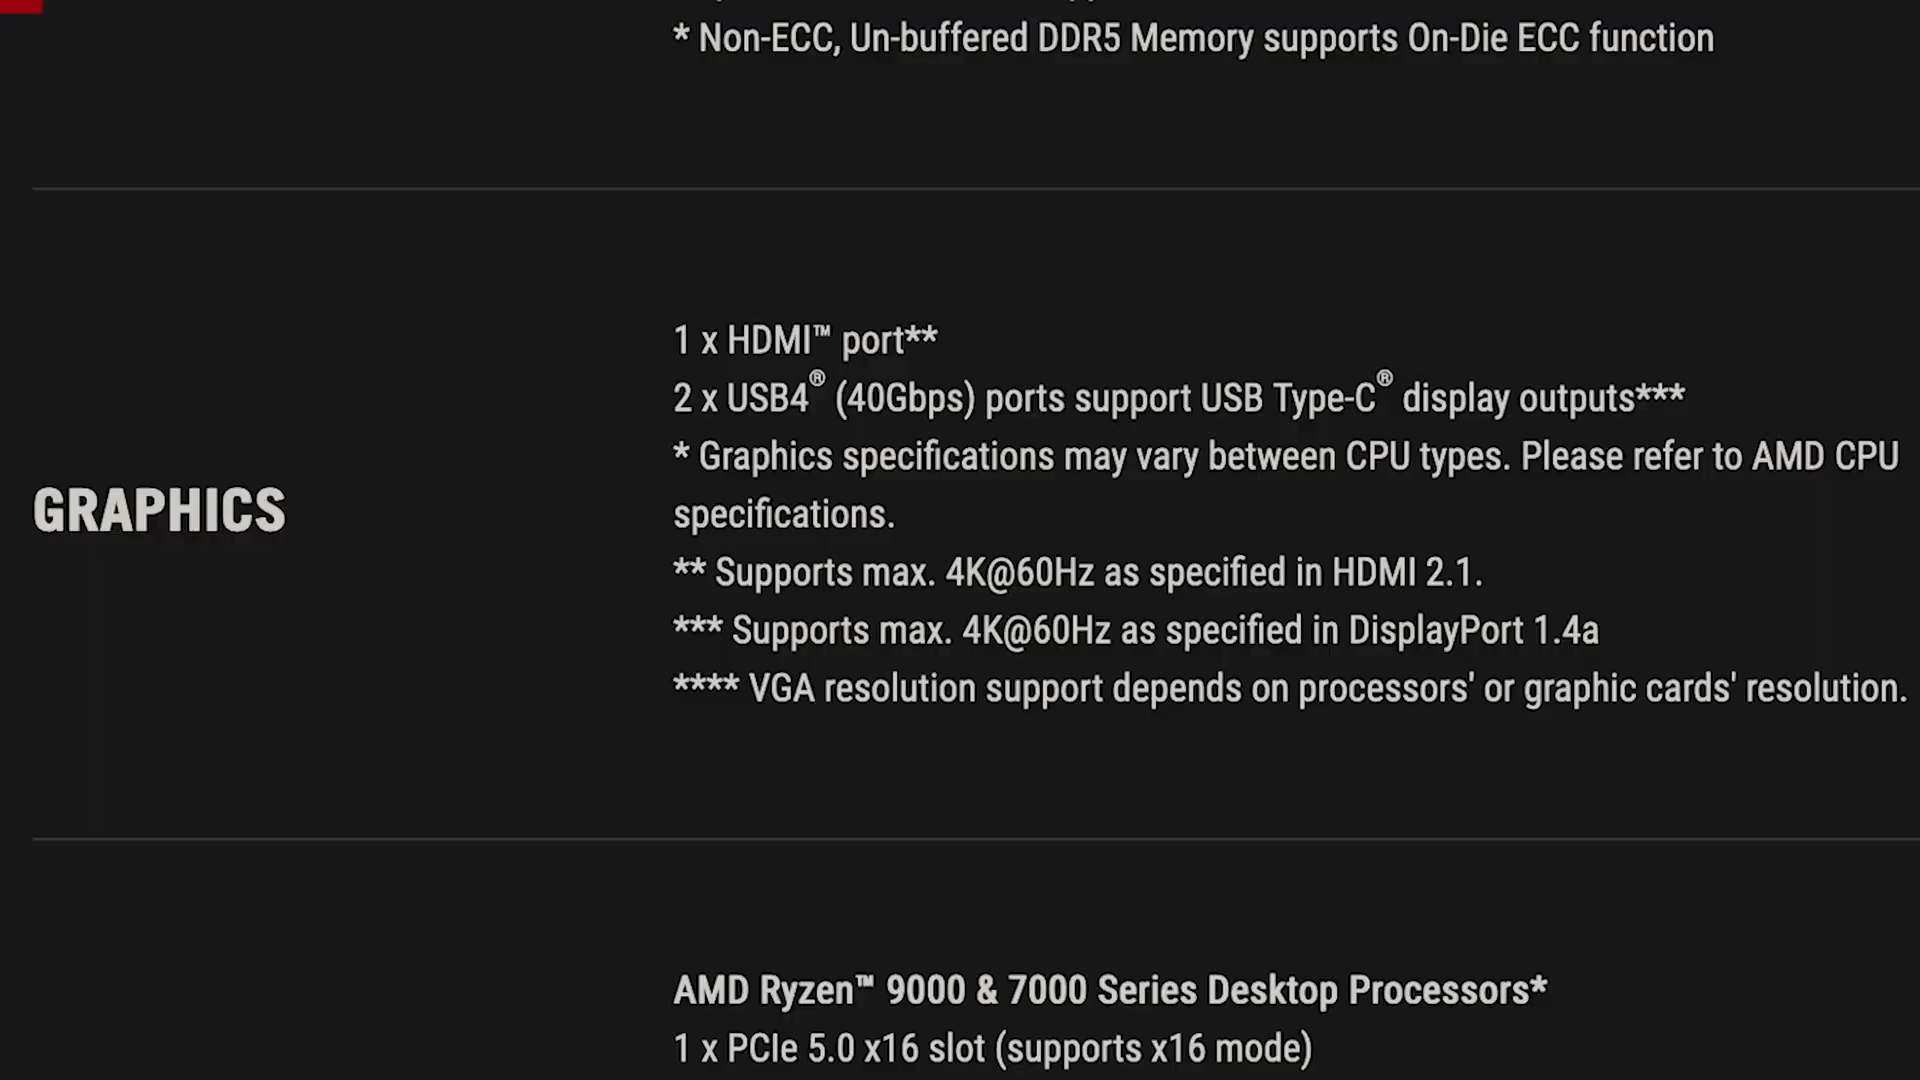 * Non-ECC, Un-buffered DDR5 Memory supports On-Die ECC function
GRAPHICS
1 x HDMI™ port**
2 x USB4® (40Gbps) ports support USB Type-C® display outputs***
* Graphics specifications may vary between CPU types. Please refer to AMD CPU
specifications.
** Supports max. 4K@60Hz as specified in HDMI 2.1.
*** Supports max. 4K@60Hz as specified in DisplayPort 1.4a
**** VGA resolution support depends on processors' or graphic cards' resolution.
AMD Ryzen™ 9000 & 7000 Series Desktop Processors*
1 x PCIe 5.0 x16 slot (supports x16 mode)